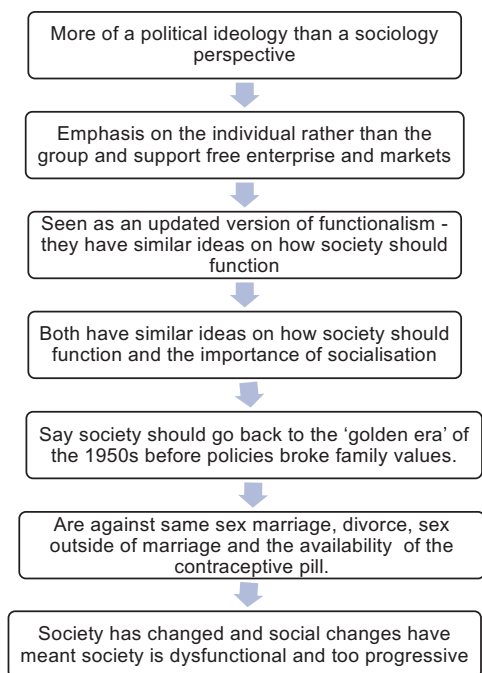 More of a political ideology than a sociology
perspective
Emphasis on the individual rather than the
group and support free enterprise and markets
Seen as an updated version of functionalism -
they have similar ideas on how society should
function
Both have similar ideas on how society should
function and the importance of socialisation
Say society should go back to the ‘golden era’ of
the 1950s before policies broke family values.
Are against same sex marriage, divorce, sex
outside of marriage and the availability of the
contraceptive pill.
Society has changed and social changes have
meant society is dysfunctional and too progressive